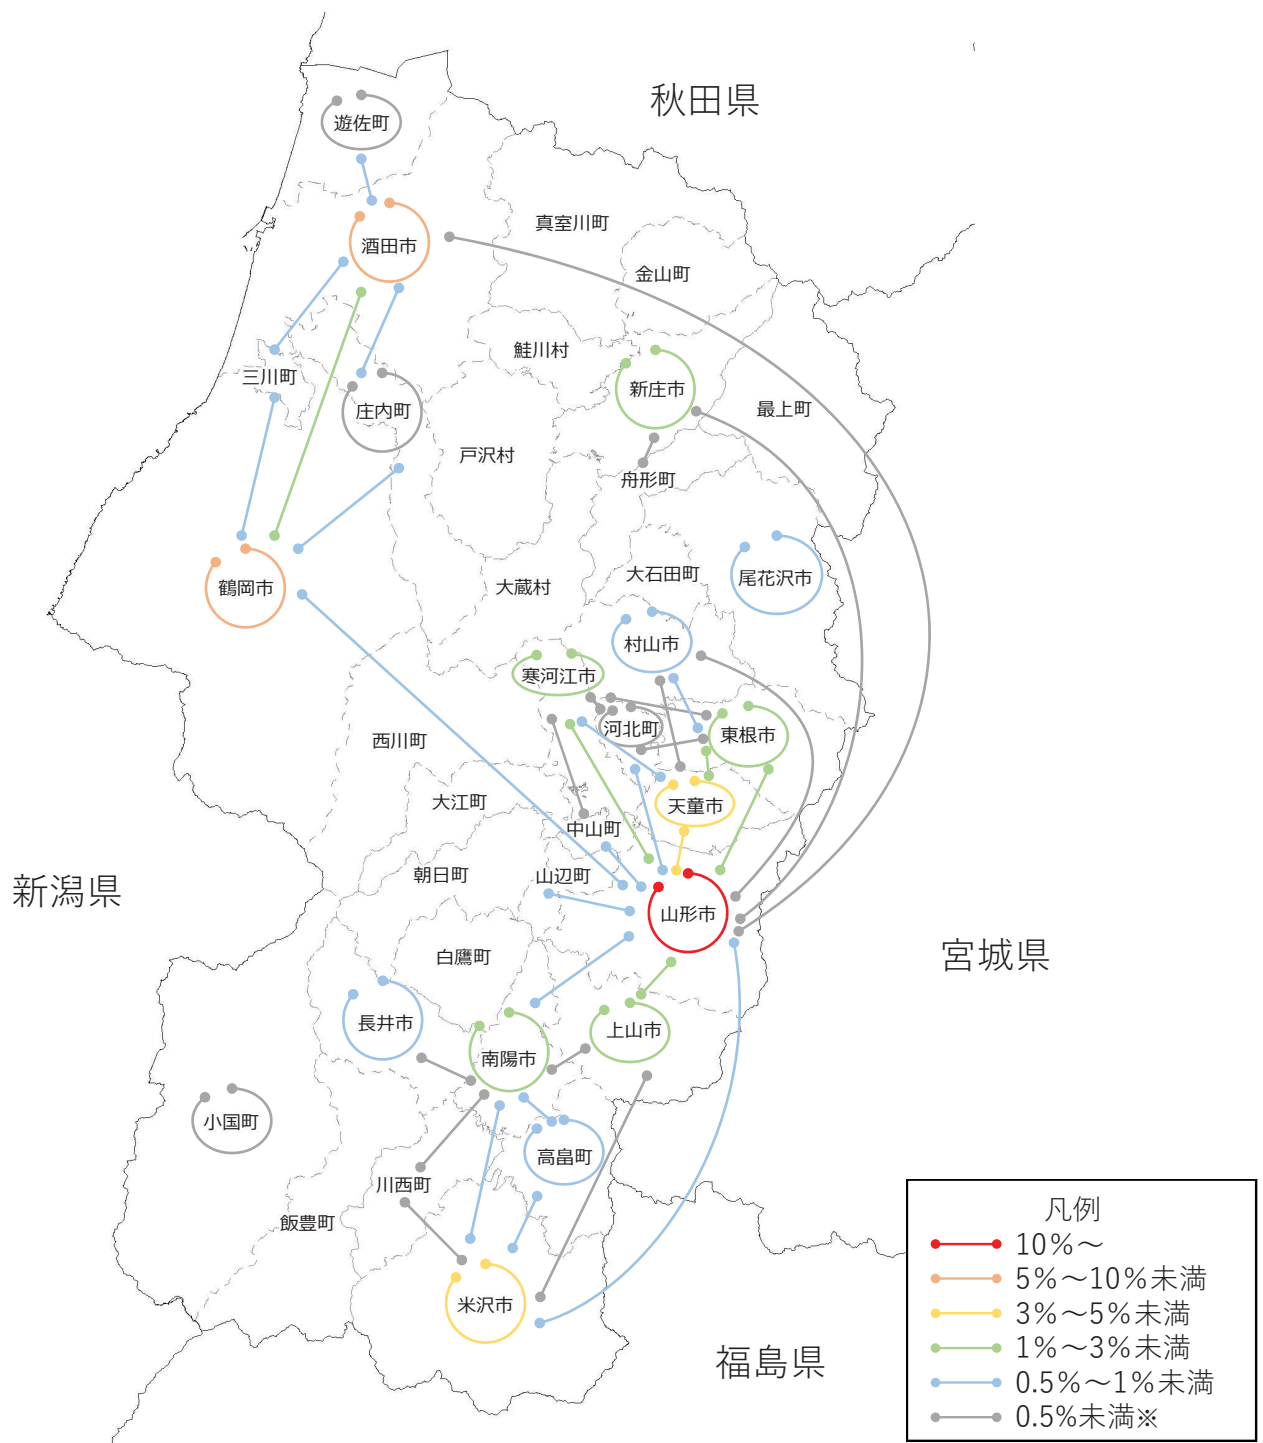 秋田県
遊佐町
真室川町
酒田市
金山町
鮭川村
三川町
新庄市
庄内町
最上町
戸沢村
舟形町
大石田町
尾花沢市
鶴岡市
大蔵村
村山市
寒河江市
河北町
東根市
西川町
大江町
天童市
中山町
朝日町
山辺町
新潟県
山形市
白鷹町
宮城県
長井市
上山市
南陽市
小国町
高畠町
川西町
飯豊町
米沢市
福島県
凡例
10%～
5%～10%未満
3%～5%未満
1%～3%未満
0.5%～1%未満
0.5%未満※